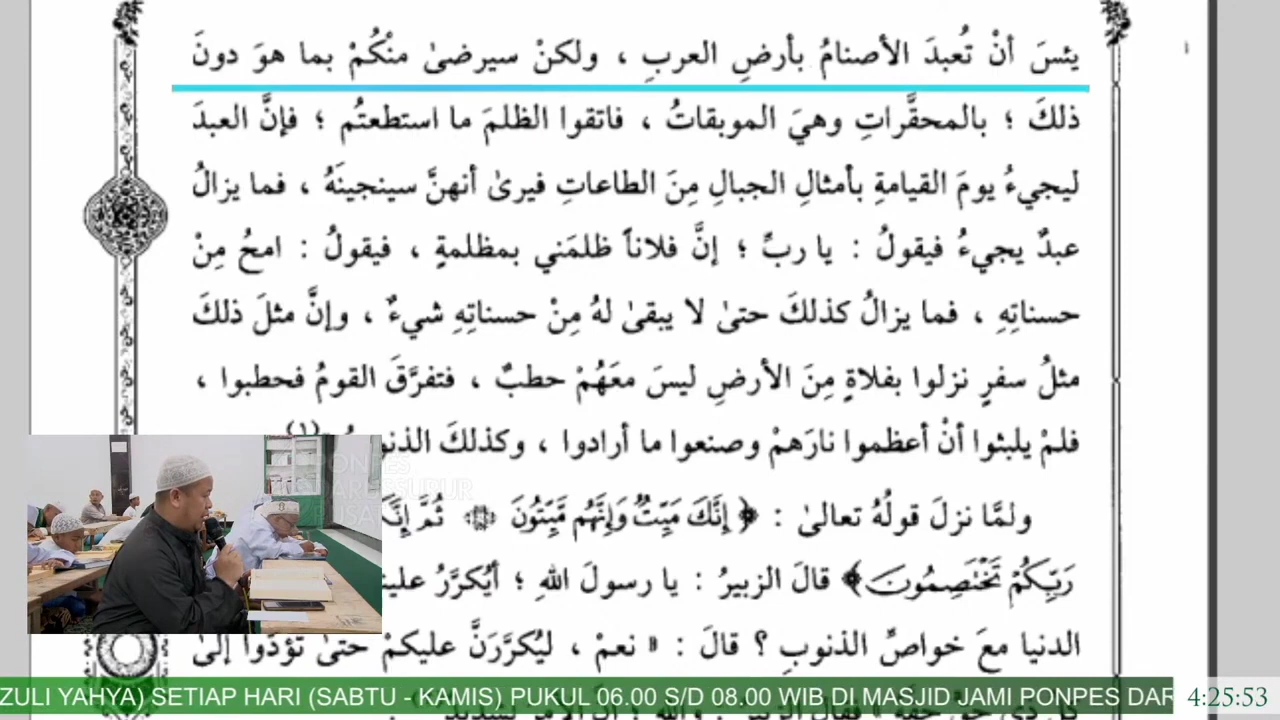 يئسَ أنْ تُعبدَ الأصنامُ بأرضِ العربِ ، ولكنْ سيرضىٰ منْكُمْ بما هوَ دونَ
ذلكَ ؛ بالمحقَّراتِ وهيَ الموبقاتُ ، فاتقوا الظلمَ ما استطعتُم ؛ فإنَّ العبدَ
ليجيءُ يومَ القيامةِ بأمثالِ الجبالِ مِنَ الطاعاتِ فيرىٰ أنهنَّ سينجينَهُ ، فما يزالُ
عبدٌ يجيءُ فيقولُ : يا ربِّ ؛ إنَّ فلاناً ظلمَني بمظلمةٍ ، فيقولُ : امحُ مِنْ
حسناتِهِ ، فما يزالُ كذلكَ حتىٰ لا يبقىٰ لهُ مِنْ حسناتِهِ شيءٌ ، وإنَّ مثلَ ذلكَ
مثلُ سفرٍ نزلوا بفلاةٍ مِنَ الأرضِ ليسَ معَهُمْ حطبٌ ، فتفرَّقَ القومُ فحطبوا ،
فلمْ يلبثوا أنْ أعظموا نارَهمْ وصنعوا ما أرادوا ، وكذلكَ
ولمَّا نزلَ قولُهُ تعالىٰ : ﴿ إِنَّكَ مَيِّتٌ وَإِنَّهُم مَّيِّتُونَ ۝ ثُمَّ
رَبِّكُمْ تَخْتَصِمُونَ ﴾ قالَ الزبيرُ : يا رسولَ اللهِ ؛ أيُكرَّرُ
الدنيا معَ خواصِّ الذنوبِ ؟ قالَ : « نعمْ ، ليُكرَّرَنَّ عليكمْ حتىٰ تؤدُّوا إلىٰ
PONPES
DARUSSURUR
PUSAT
ZULI YAHYA) SETIAP HARI (SABTU - KAMIS) PUKUL 06.00 S/D 08.00 WIB DI MASJID JAMI PONPES DAR
4:25:53